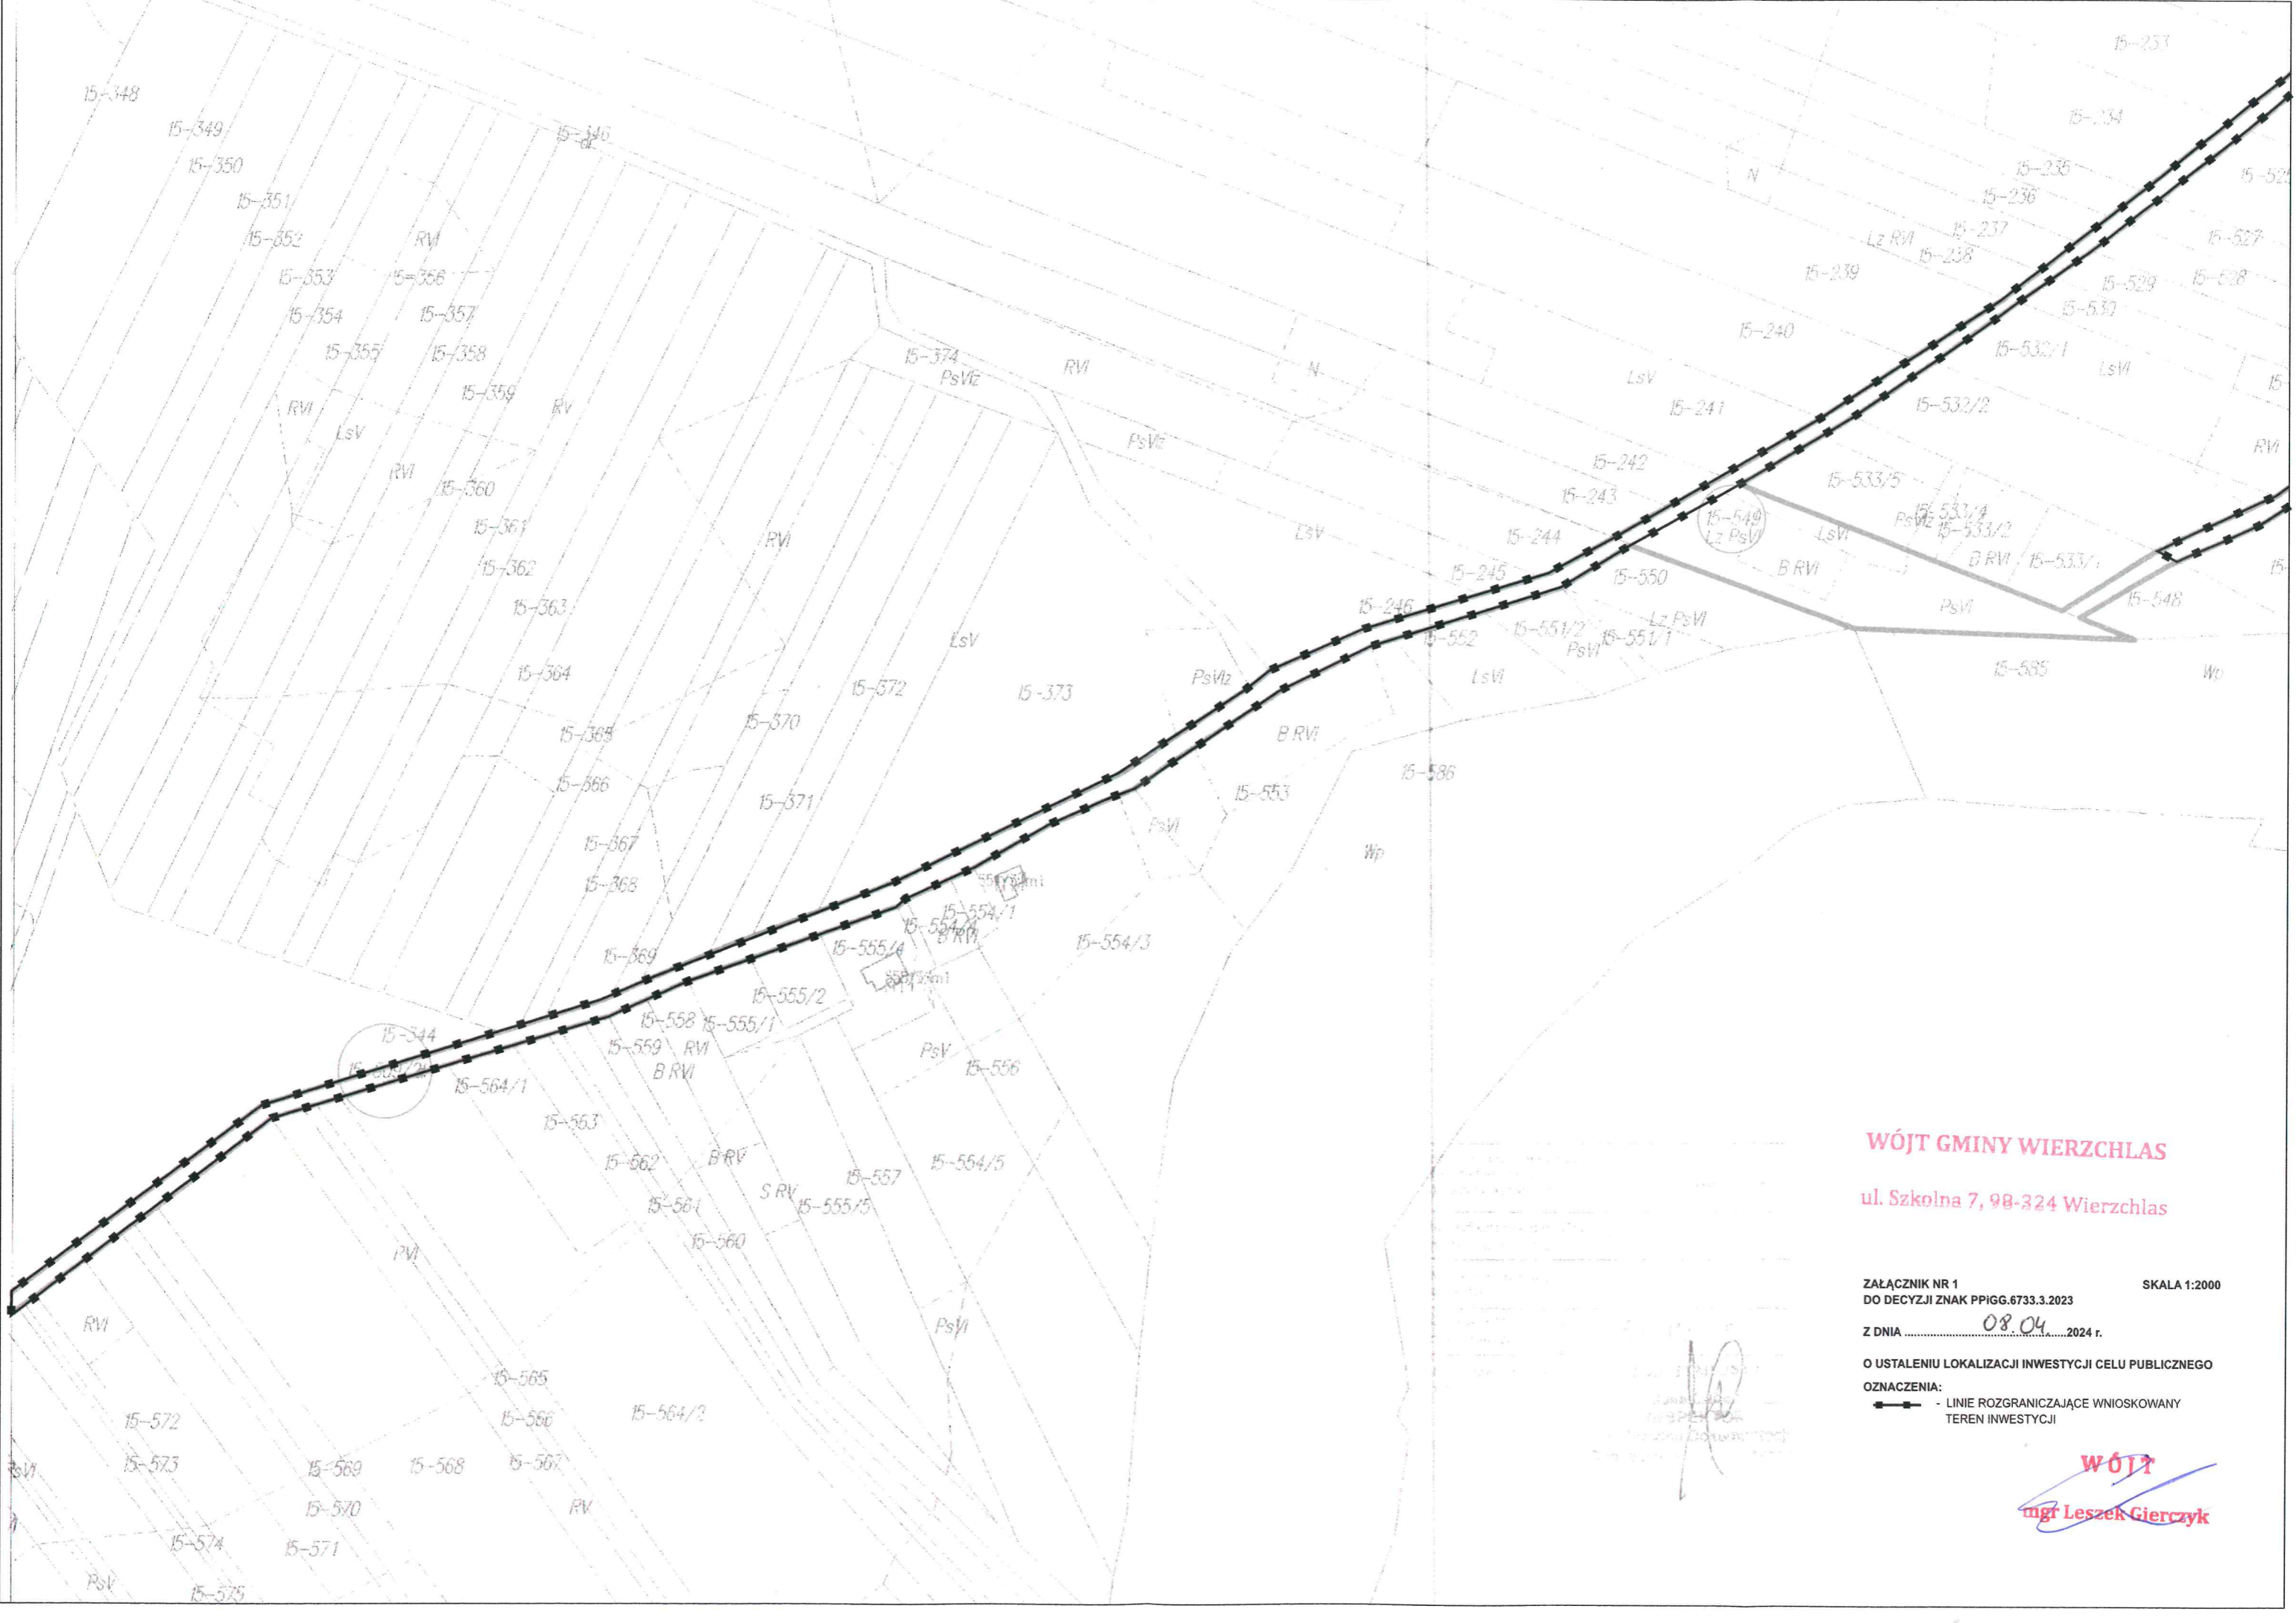 15-253
15-348
15-234
15-349
15-346
dr
15-350
15-235
N
15-236
15-351
15-237
15-352
RVI
Lz RVI
15-238
15-527
15-353
15-356
15-239
15-529
15-528
15-354
15-357
15-530
15-240
15-355
15-358
15-374
15-532/1
RVI
N
LsVI
PsVIz
LsV
15-359
RVI
RV
15-241
15-532/2
LsV
PsVIz
RVI
RVI
15-242
15-360
15-533/5
15-243
15-361
15-549
15-533/4
PsVIz
15-533/2
RVI
LsV
15-244
Lz PsVI
LsVI
B RVI
15-533/1
15-362
15-245
15-550
B RVI
15-548
15-363
15-246
PsVI
Lz PsVI
15-551/2
15-551/1
15-552
PsVI
LsV
15-364
PsVIz
LsVI
15-585
Wp
15-372
15-373
15-370
15-365
B RVI
15-586
15-366
15-553
15-371
PsVI
15-367
Wp
15-368
15-554/1
B RVI
15-554/3
15-555/4
15-369
15-555/2
15-558
15-555/1
15-344
15-559
RVI
PsV
15-556
B RVI
15-564/1
15-563
WÓJT GMINY WIERZCHLAS
15-562
B RV
15-554/5
15-557
S RV
ul. Szkolna 7, 98-324 Wierzchlas
15-561
15-555/5
15-560
RVI
ZAŁĄCZNIK NR 1 SKALA 1:2000
DO DECYZJI ZNAK PPiGG.6733.3.2023
RVI
PsVI
Z DNIA 08.04. 2024 r.
O USTALENIU LOKALIZACJI INWESTYCJI CELU PUBLICZNEGO
15-565
OZNACZENIA:
- LINIE ROZGRANICZAJĄCE WNIOSKOWANY
TEREN INWESTYCJI
15-572
15-566
15-564/2
15-573
15-569
15-568
15-567
PsVI
WÓJT
15-570
RV
mgr Leszek Gierczyk
15-574
15-571
PsV
15-575